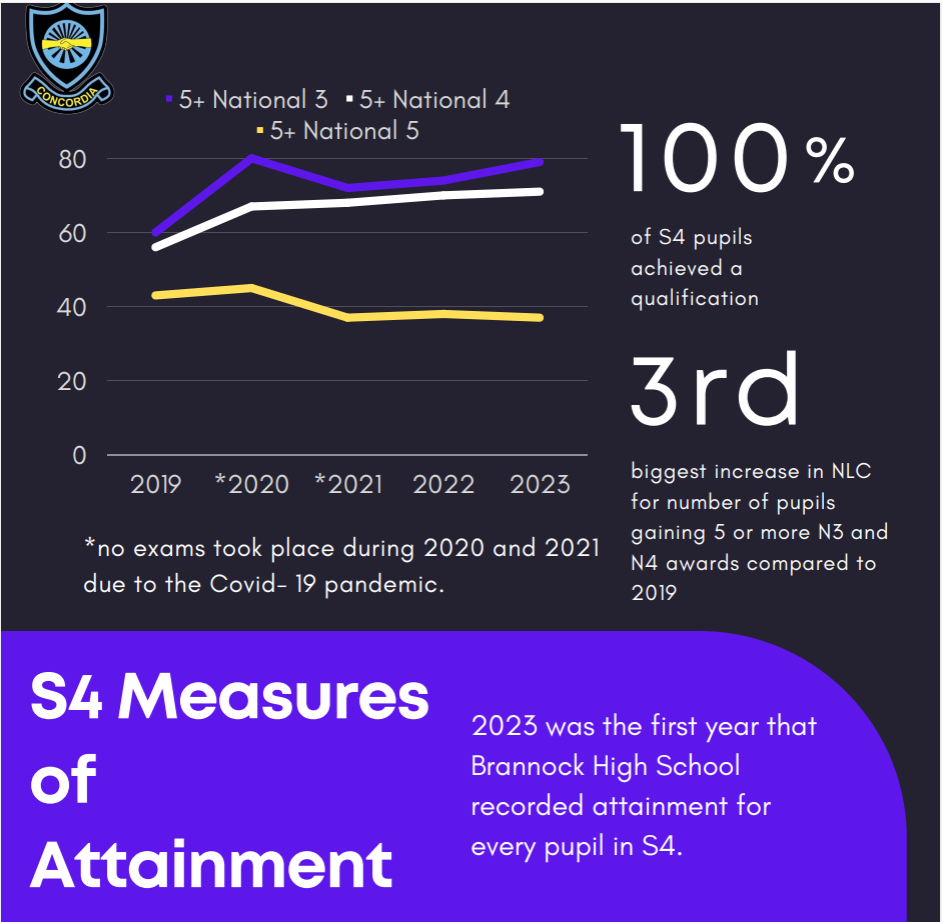 CONCORDIA
5+ National 3 5+ National 4
5+ National 5
80
60
40
20
0
2019 *2020 *2021 2022 2023
*no exams took place during 2020 and 2021
due to the Covid- 19 pandemic.
100%
of S4 pupils
achieved a
qualification
3rd
biggest increase in NLC
for number of pupils
gaining 5 or more N3 and
N4 awards compared to
2019
S4 Measures
of
Attainment
2023 was the first year that
Brannock High School
recorded attainment for
every pupil in S4.